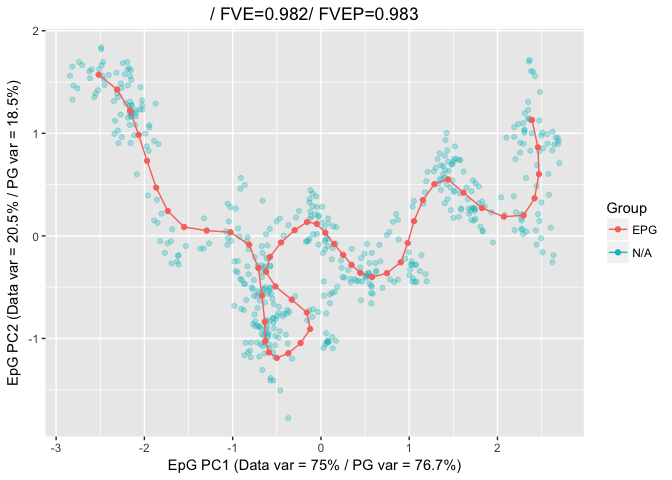 / FVE=0.982/ FVEP=0.983
EpG PC2 (Data var = 20.5% / PG var = 18.5%)
2
1
0
-1
-3
-2
-1
0
1
2
EpG PC1 (Data var = 75% / PG var = 76.7%)
Group
EPG
N/A